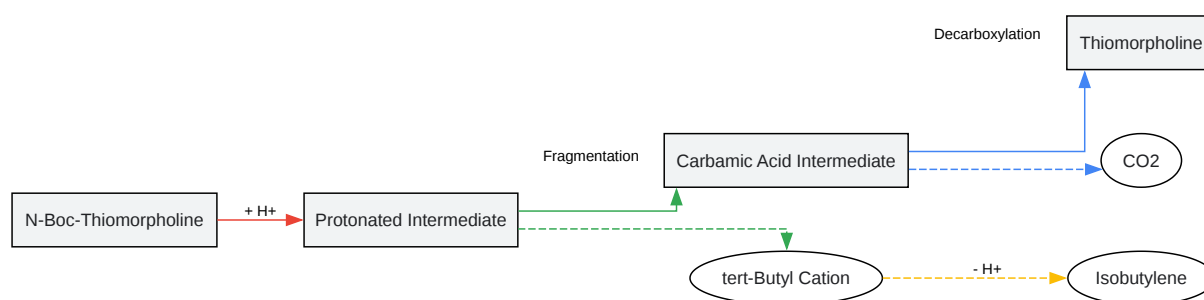 Decarboxylation
Thiomorpholine
Fragmentation
Carbamic Acid Intermediate
CO2
N-Boc-Thiomorpholine
+ H+
Protonated Intermediate
tert-Butyl Cation
- H+
Isobutylene